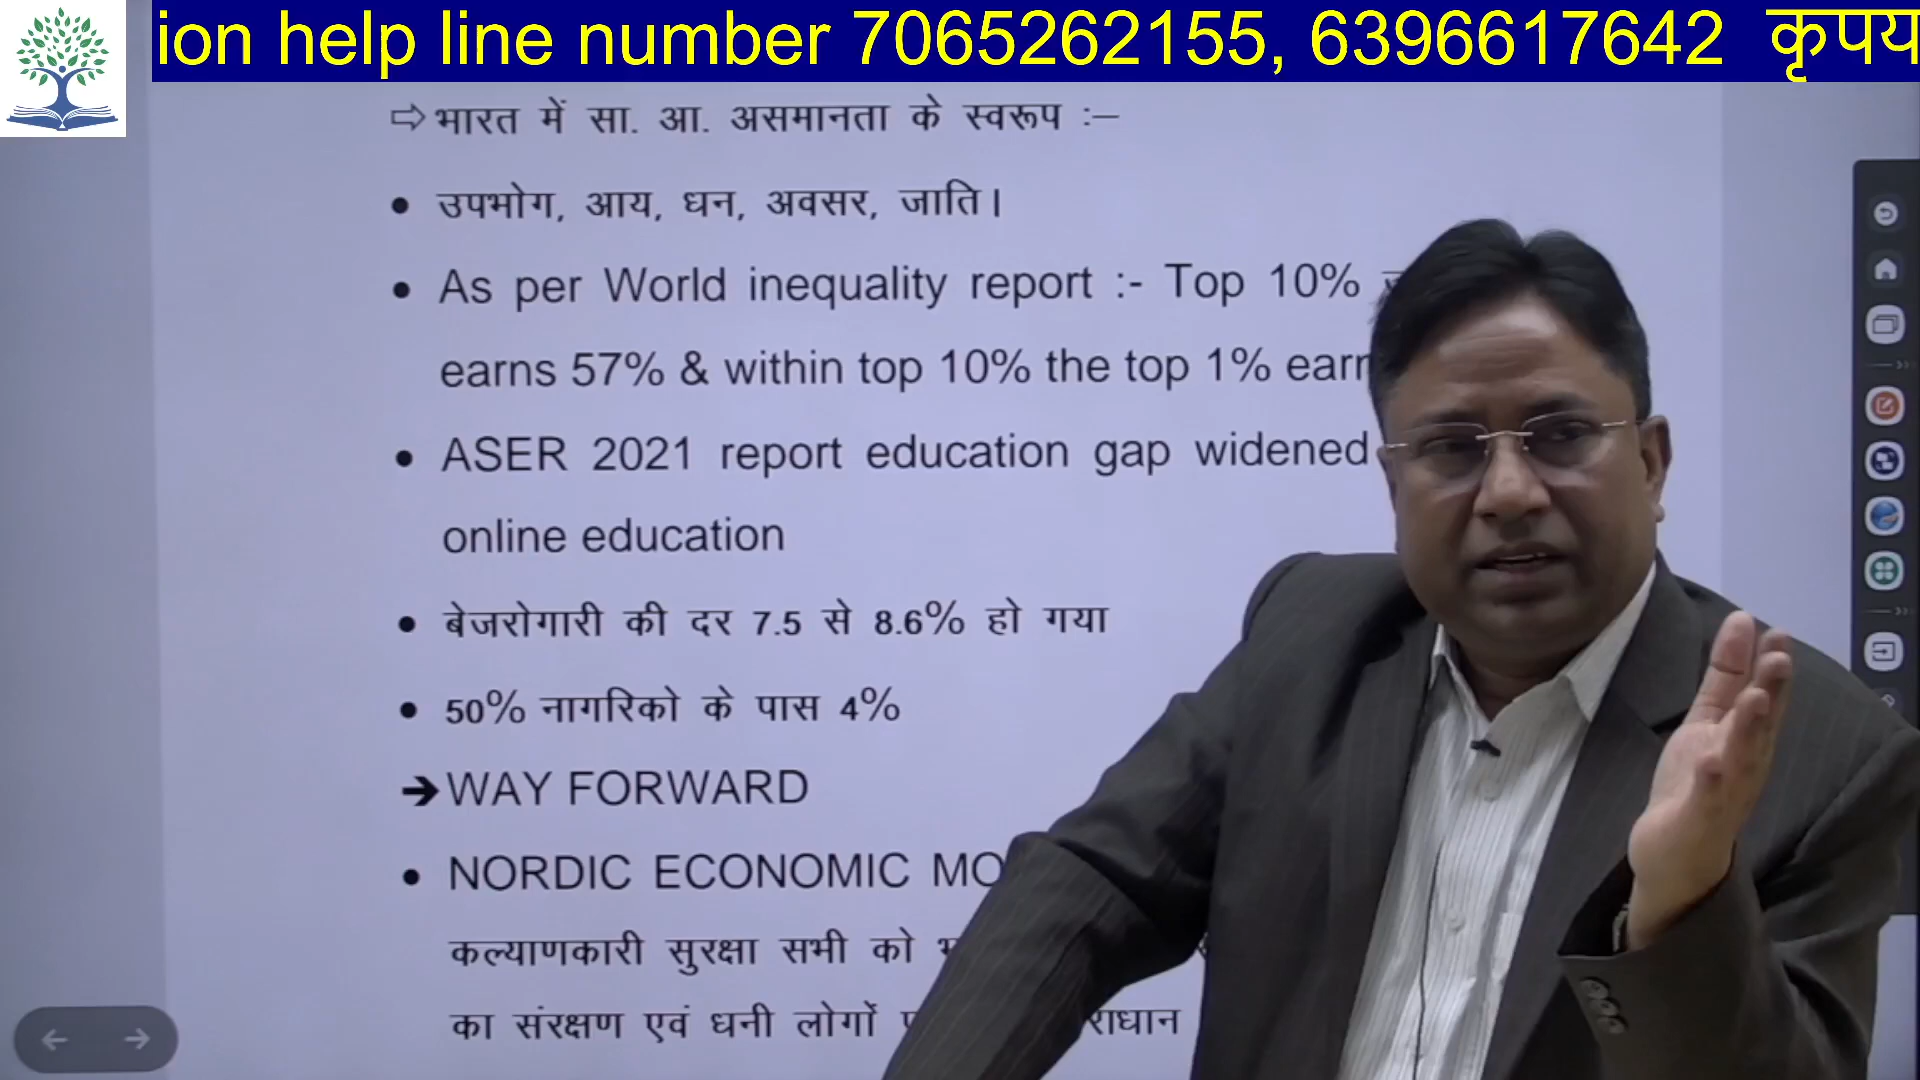 ion help line number 7065262155, 6396617642
⇨ भारत में सा. आ. असमानता के स्वरूप :–
• उपभोग, आय, धन, अवसर, जाति।
• As per World inequality report :- Top 10%
earns 57% & within top 10% the top 1%
• ASER 2021 report education gap widened
online education
• बेजरोगारी की दर 7.5 से 8.6% हो गया
• 50% नागरिको के पास 4%
➔ WAY FORWARD
• NORDIC ECONOMIC
कल्याणकारी सुरक्षा सभी को
का संरक्षण एवं धनी लोगों